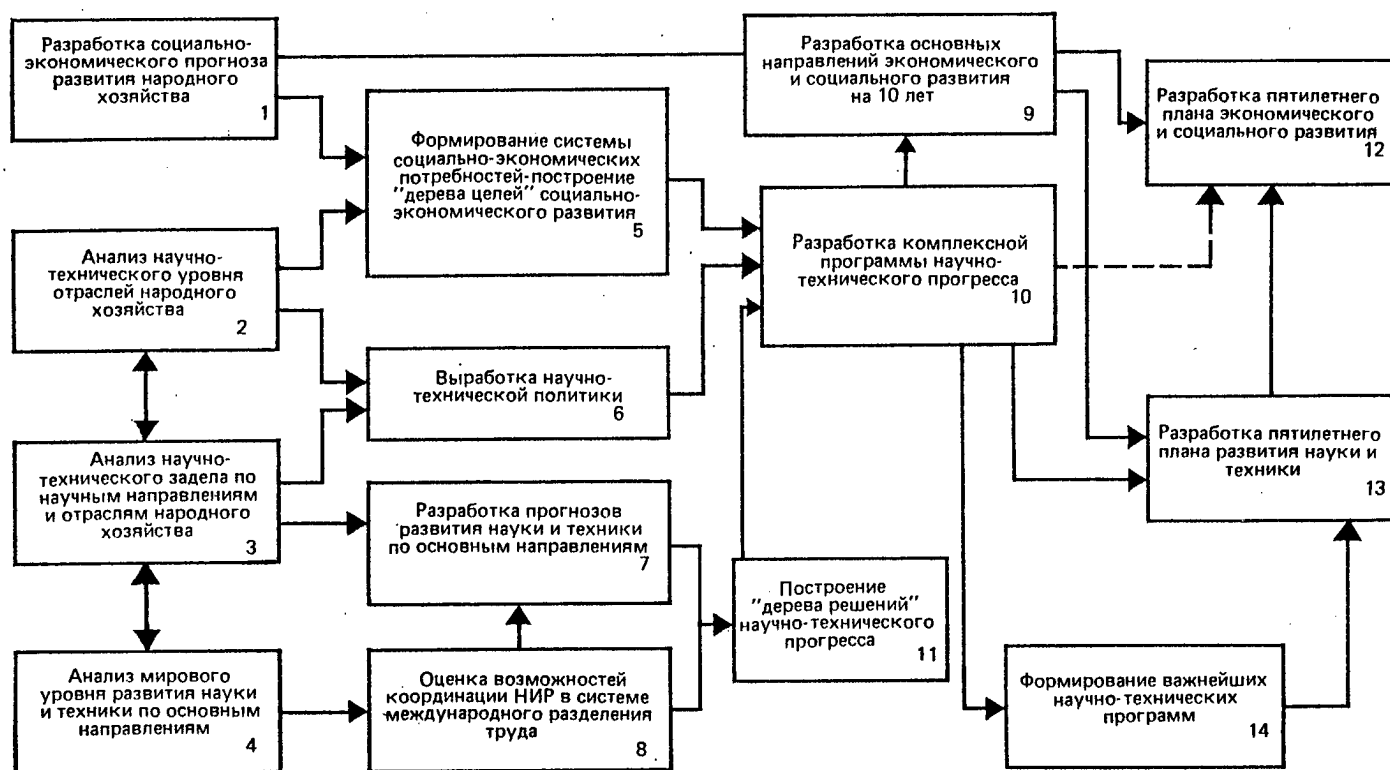 Разработка социально-
экономического прогноза
развития народного
хозяйства
1
Анализ научно-
технического уровня
отраслей народного
хозяйства
2
Анализ научно-
технического задела по
научным направлениям
и отраслям народного
хозяйства
3
Анализ мирового
уровня развития науки
и техники по основным
направлениям
4
Формирование системы
социально-экономических
потребностей-построение
"дерева целей" социально-
экономического развития
5
Выработка научно-
технической политики
6
Разработка прогнозов
развития науки и техники
по основным направлениям
7
Оценка возможностей
координации НИР в системе
международного разделения
труда
8
Разработка основных
направлений экономического
и социального развития
на 10 лет
9
Разработка комплексной
программы научно-
технического прогресса
10
Построение
"дерева решений"
научно-технического
прогресса
11
Разработка пятилетнего
плана экономического
и социального развития
12
Разработка пятилетнего
плана развития науки и
техники
13
Формирование важнейших
научно-технических
программ
14